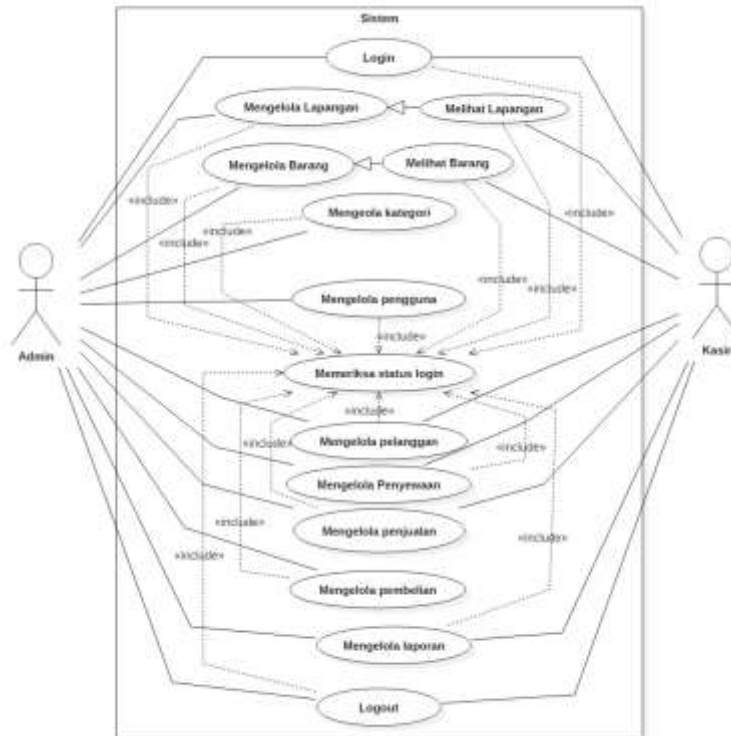 Sistem
Login
Mengelola Lapangan
Melihat Lapangan
Mengelola Barang
Melihat Barang
«include»
Mengeola kategori
«include»
«include»
«include»
«include»
«include»
Mengelola pengguna
«include»
Admin
Kasir
Memeriksa status login
«include»
Mengelola pelanggan
«include»
«include»
Mengelola Penyewaan
Mengelola penjualan
«include»
«include»
«include»
Mengelola pembelian
Mengelola laporan
Logout